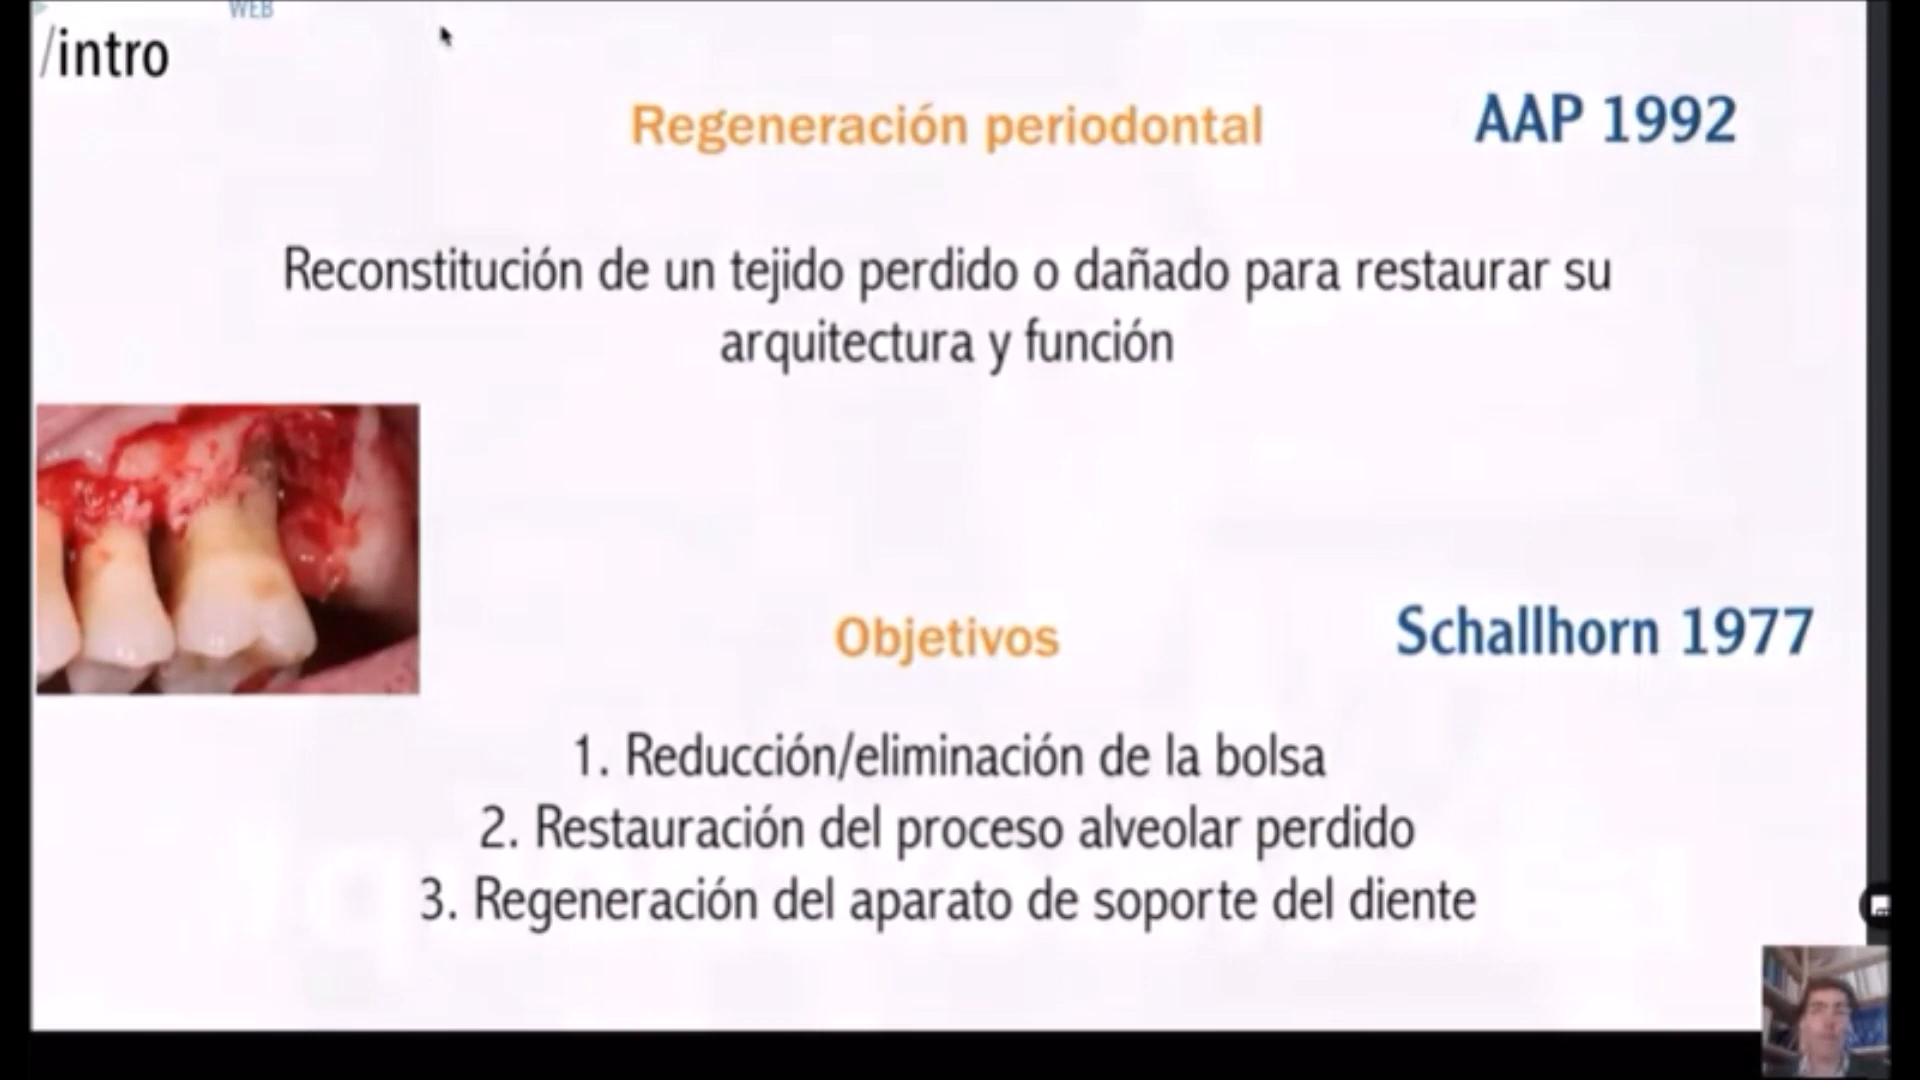 WEB
/intro
Regeneración periodontal
AAP 1992
Reconstitución de un tejido perdido o dañado para restaurar su
arquitectura y función
Objetivos
Schallhorn 1977
1. Reducción/eliminación de la bolsa
2. Restauración del proceso alveolar perdido
3. Regeneración del aparato de soporte del diente